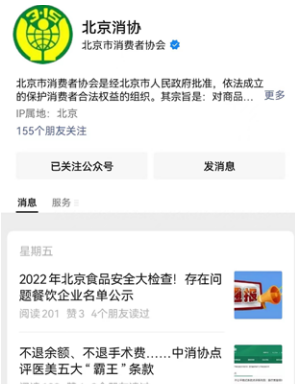 3·15
北京消协
北京市消费者协会
北京市消费者协会是经北京市人民政府批准，依法成立
的保护消费者合法权益的组织。其宗旨是：对商品... 更多
IP属地：北京
155个朋友关注
已关注公众号 发消息
消息 服务
星期五
2022年北京食品安全大检查！存在问
题餐饮企业名单公示
阅读201 赞3 4个朋友读过
通报
不退余额、不退手术费……中消协点
评医美五大“霸王”条款